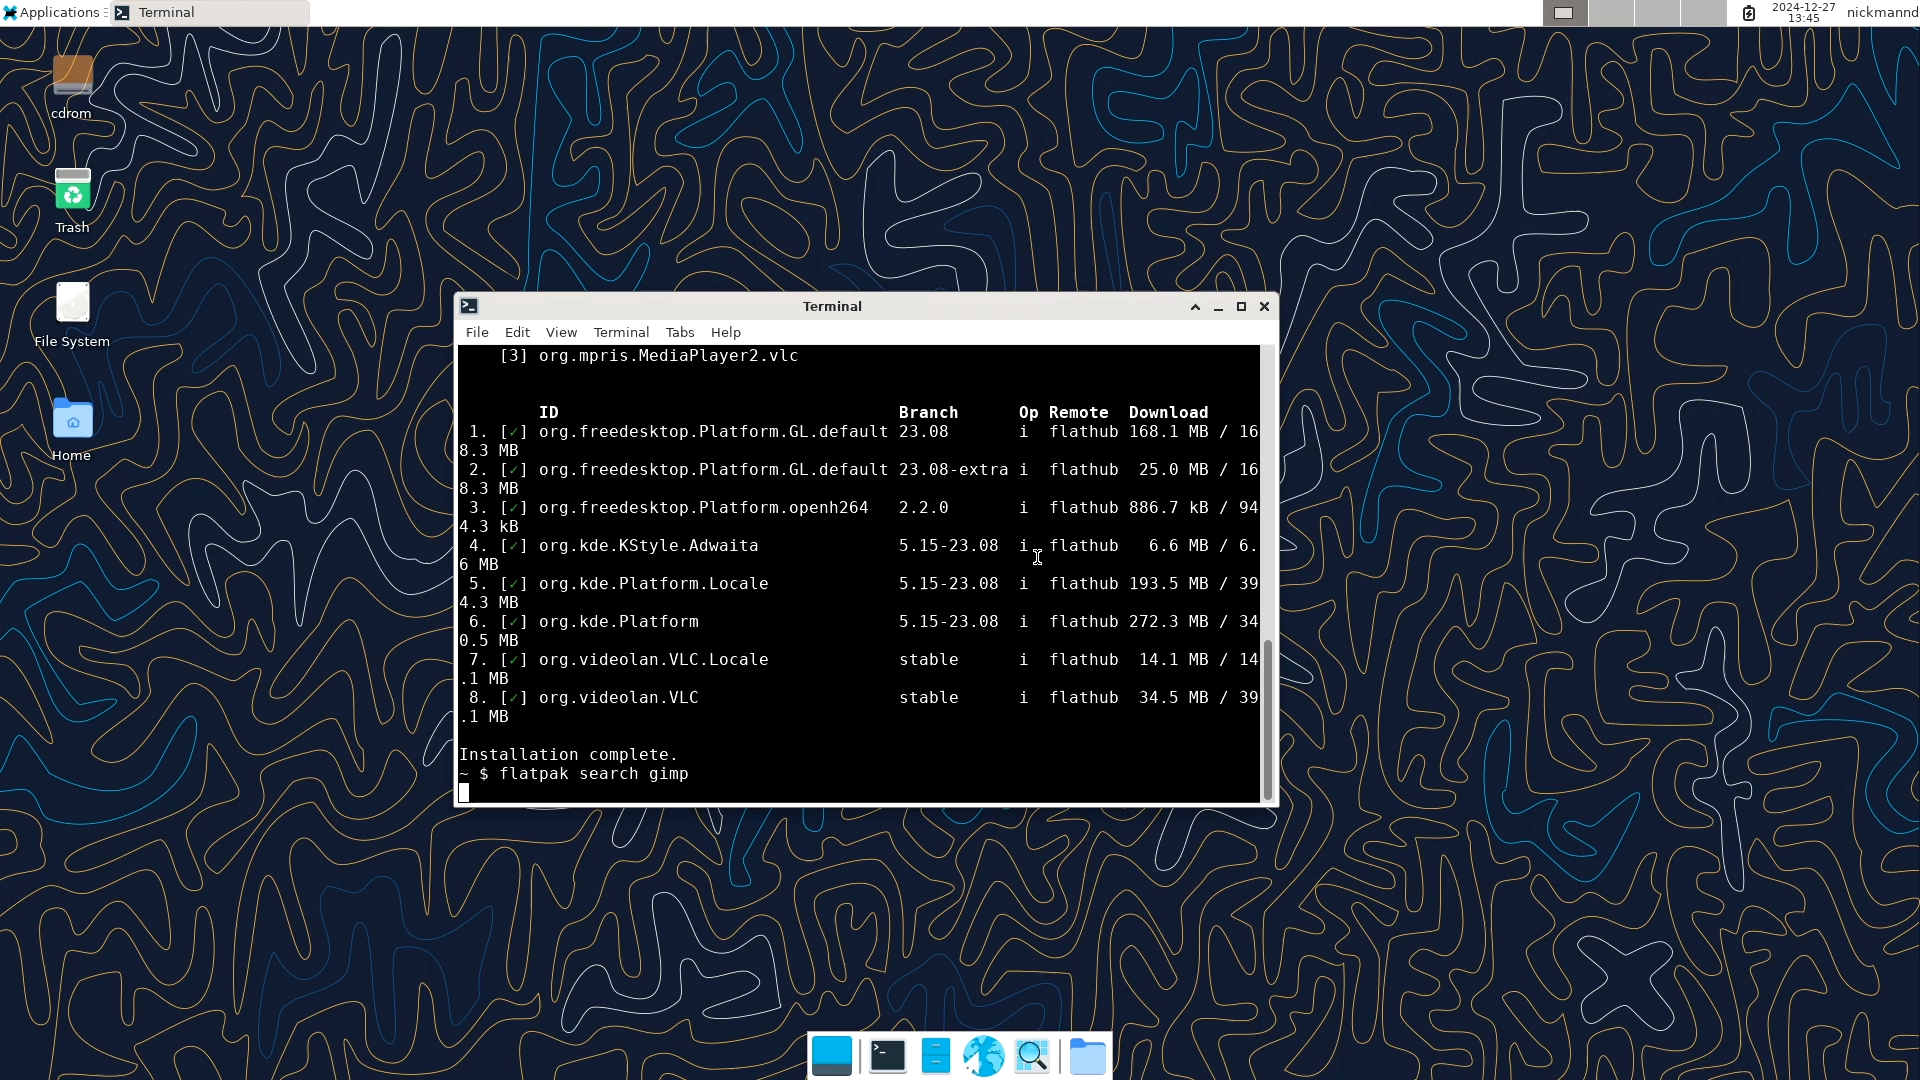 Applications
Terminal
2024-12-27
13:45
nickmannd
cdrom
Trash
File System
Home
Terminal
File Edit View Terminal Tabs Help
[3] org.mpris.MediaPlayer2.vlc
ID Branch Op Remote Download
1. [✓] org.freedesktop.Platform.GL.default 23.08 i flathub 168.1 MB / 16
8.3 MB
2. [✓] org.freedesktop.Platform.GL.default 23.08-extra i flathub 25.0 MB / 16
8.3 MB
3. [✓] org.freedesktop.Platform.openh264 2.2.0 i flathub 886.7 kB / 94
4.3 kB
4. [✓] org.kde.KStyle.Adwaita 5.15-23.08 i flathub 6.6 MB / 6.
6 MB
5. [✓] org.kde.Platform.Locale 5.15-23.08 i flathub 193.5 MB / 39
4.3 MB
6. [✓] org.kde.Platform 5.15-23.08 i flathub 272.3 MB / 34
0.5 MB
7. [✓] org.videolan.VLC.Locale stable i flathub 14.1 MB / 14
.1 MB
8. [✓] org.videolan.VLC stable i flathub 34.5 MB / 39
.1 MB
Installation complete.
~ $ flatpak search gimp